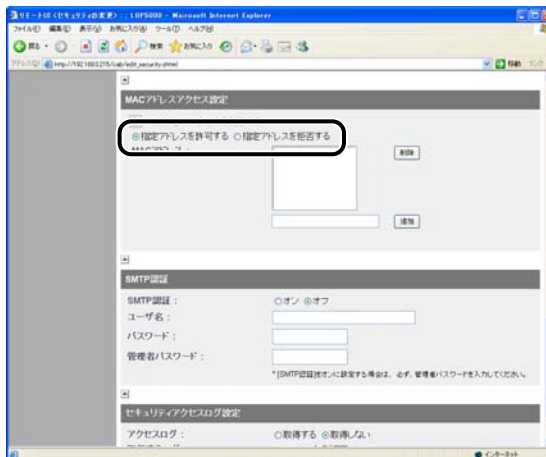 リモートUI <セキュリティの変更> : : LBP5000 - Microsoft Internet Explorer
ファイル(F) 編集(E) 表示(V) お気に入り(A) ツール(T) ヘルプ(H)
戻る 検索 お気に入り
アドレス(D) 移動 リンク
MACアドレスアクセス設定
指定アドレスを許可する 指定アドレスを拒否する
MACアドレス : 削除
追加
SMTP認証
SMTP認証 : オン オフ
ユーザ名 :
パスワード :
管理者パスワード :
*[SMTP認証]をオンに設定する場合は、必ず、管理者パスワードを入力してください。
セキュリティアクセスログ設定
アクセスログ : 取得する 取得しない
インターネット